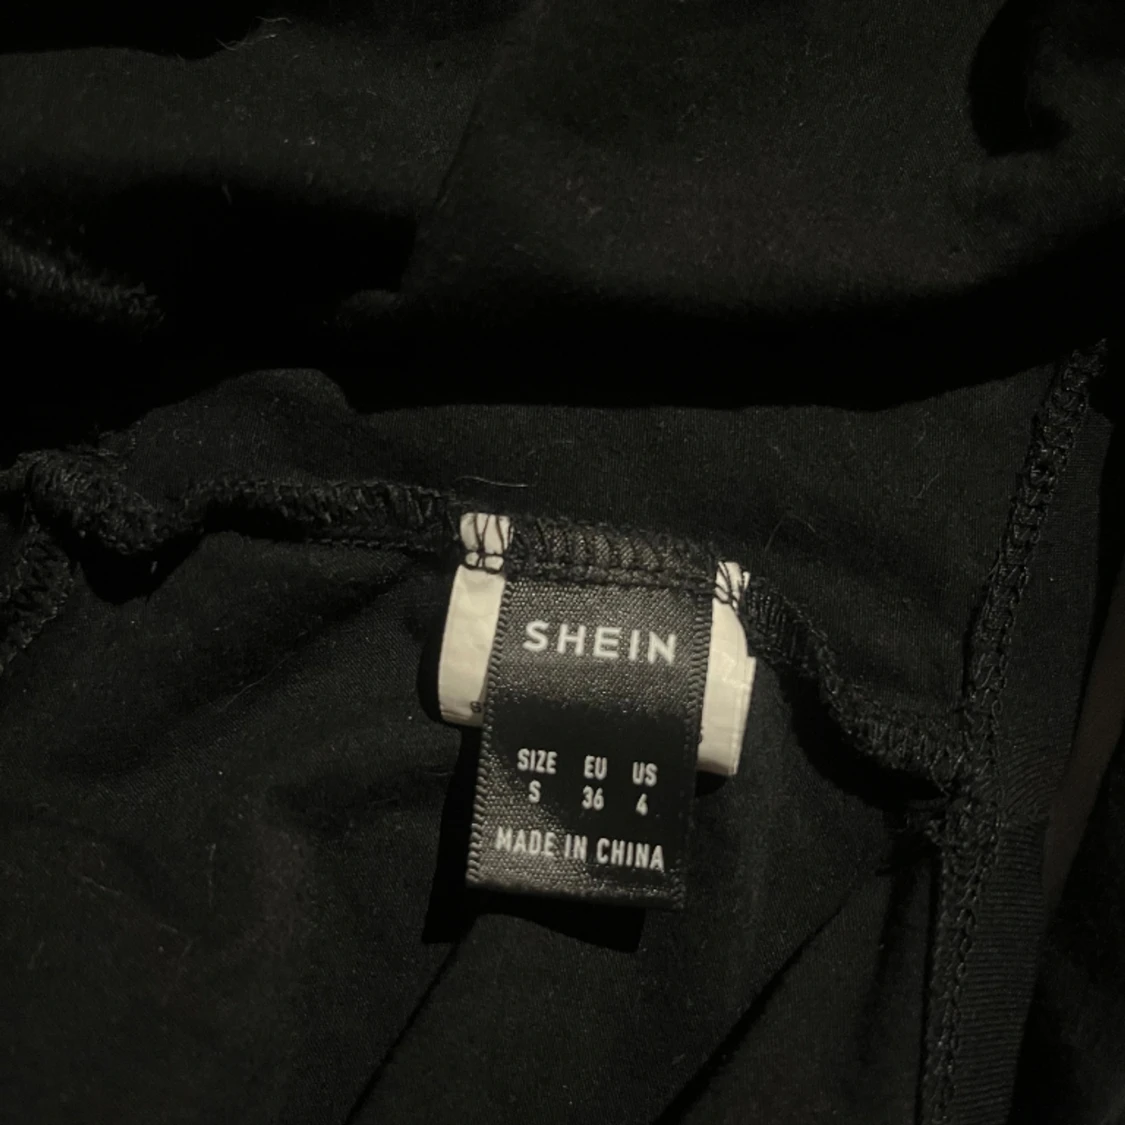 SHEIN
SIZE EU US
S 36 4
MADE IN CHINA